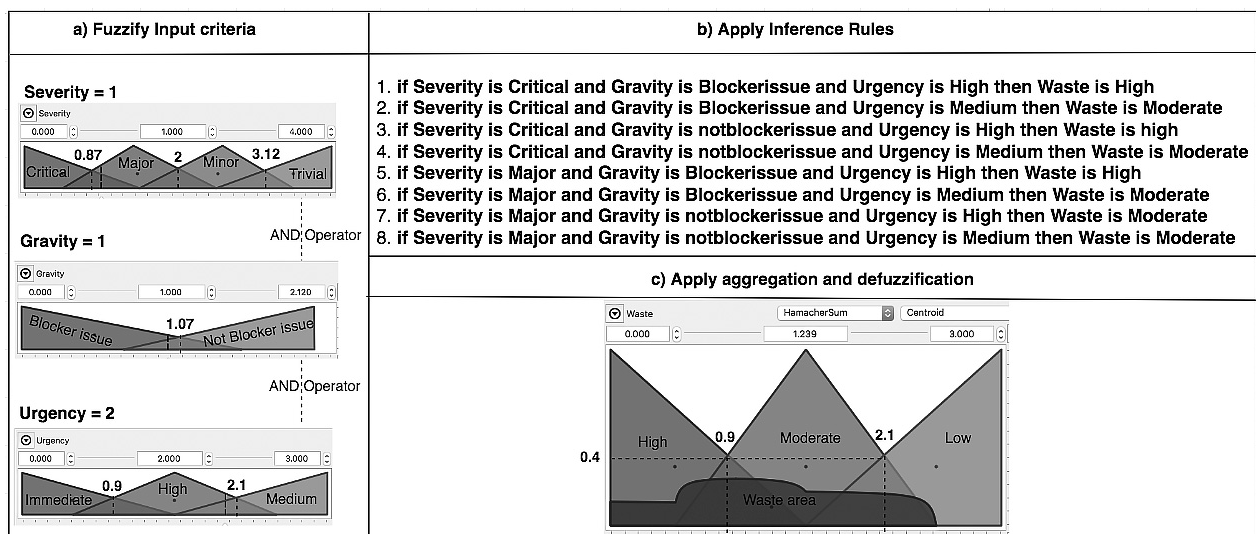 a) Fuzzify Input criteria
Severity = 1
Severity
0.000 1.000 4.000
0.87 2 3.12
Critical Major Minor Trivial
AND Operator
Gravity = 1
Gravity
0.000 1.000 2.120
1.07
Blocker issue Not Blocker issue
AND Operator
Urgency = 2
Urgency
0.000 2.000 3.000
0.9 2.1
Immediate High Medium
b) Apply Inference Rules
1. if Severity is Critical and Gravity is Blockerissue and Urgency is High then Waste is High
2. if Severity is Critical and Gravity is Blockerissue and Urgency is Medium then Waste is Moderate
3. if Severity is Critical and Gravity is notblockerissue and Urgency is High then Waste is high
4. if Severity is Critical and Gravity is notblockerissue and Urgency is Medium then Waste is Moderate
5. if Severity is Major and Gravity is Blockerissue and Urgency is High then Waste is High
6. if Severity is Major and Gravity is Blockerissue and Urgency is Medium then Waste is Moderate
7. if Severity is Major and Gravity is notblockerissue and Urgency is High then Waste is Moderate
8. if Severity is Major and Gravity is notblockerissue and Urgency is Medium then Waste is Moderate
c) Apply aggregation and defuzzification
Waste HamacherSum Centroid
0.000 1.239 3.000
0.9 2.1
High Moderate Low
0.4
Waste area